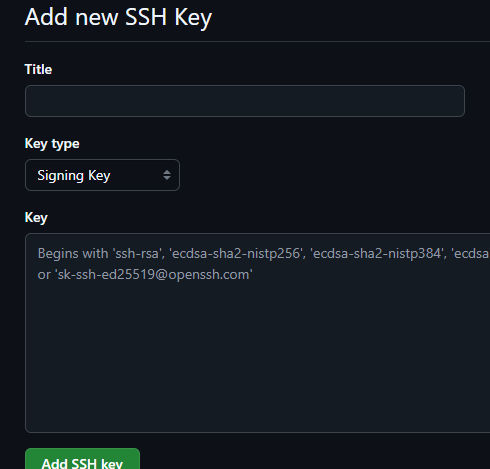 Add new SSH Key
Title
Key type
Signing Key
Key
Begins with 'ssh-rsa', 'ecdsa-sha2-nistp256', 'ecdsa-sha2-nistp384', 'ecdsa
or 'sk-ssh-ed25519@openssh.com'
Add SSH key